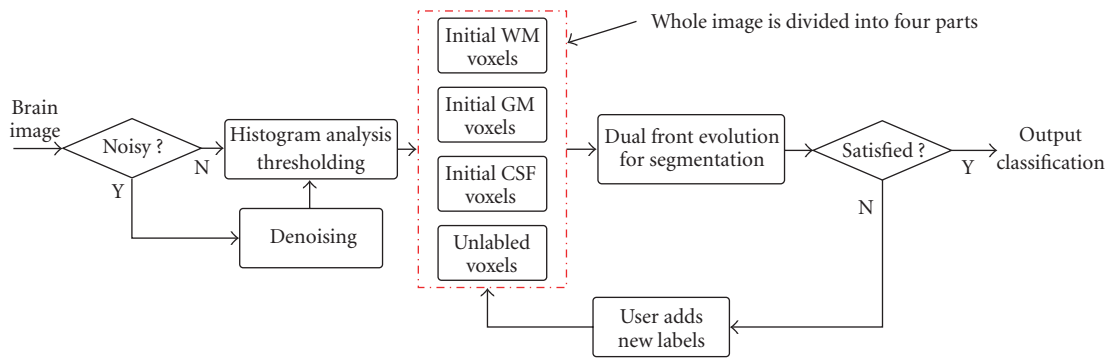 Whole image is divided into four parts
Brain
image
Noisy ?
N
Y
Histogram analysis
thresholding
Denoising
Initial WM
voxels
Initial GM
voxels
Initial CSF
voxels
Unlabled
voxels
Dual front evolution
for segmentation
Satisfied ?
Y
N
Output
classification
User adds
new labels